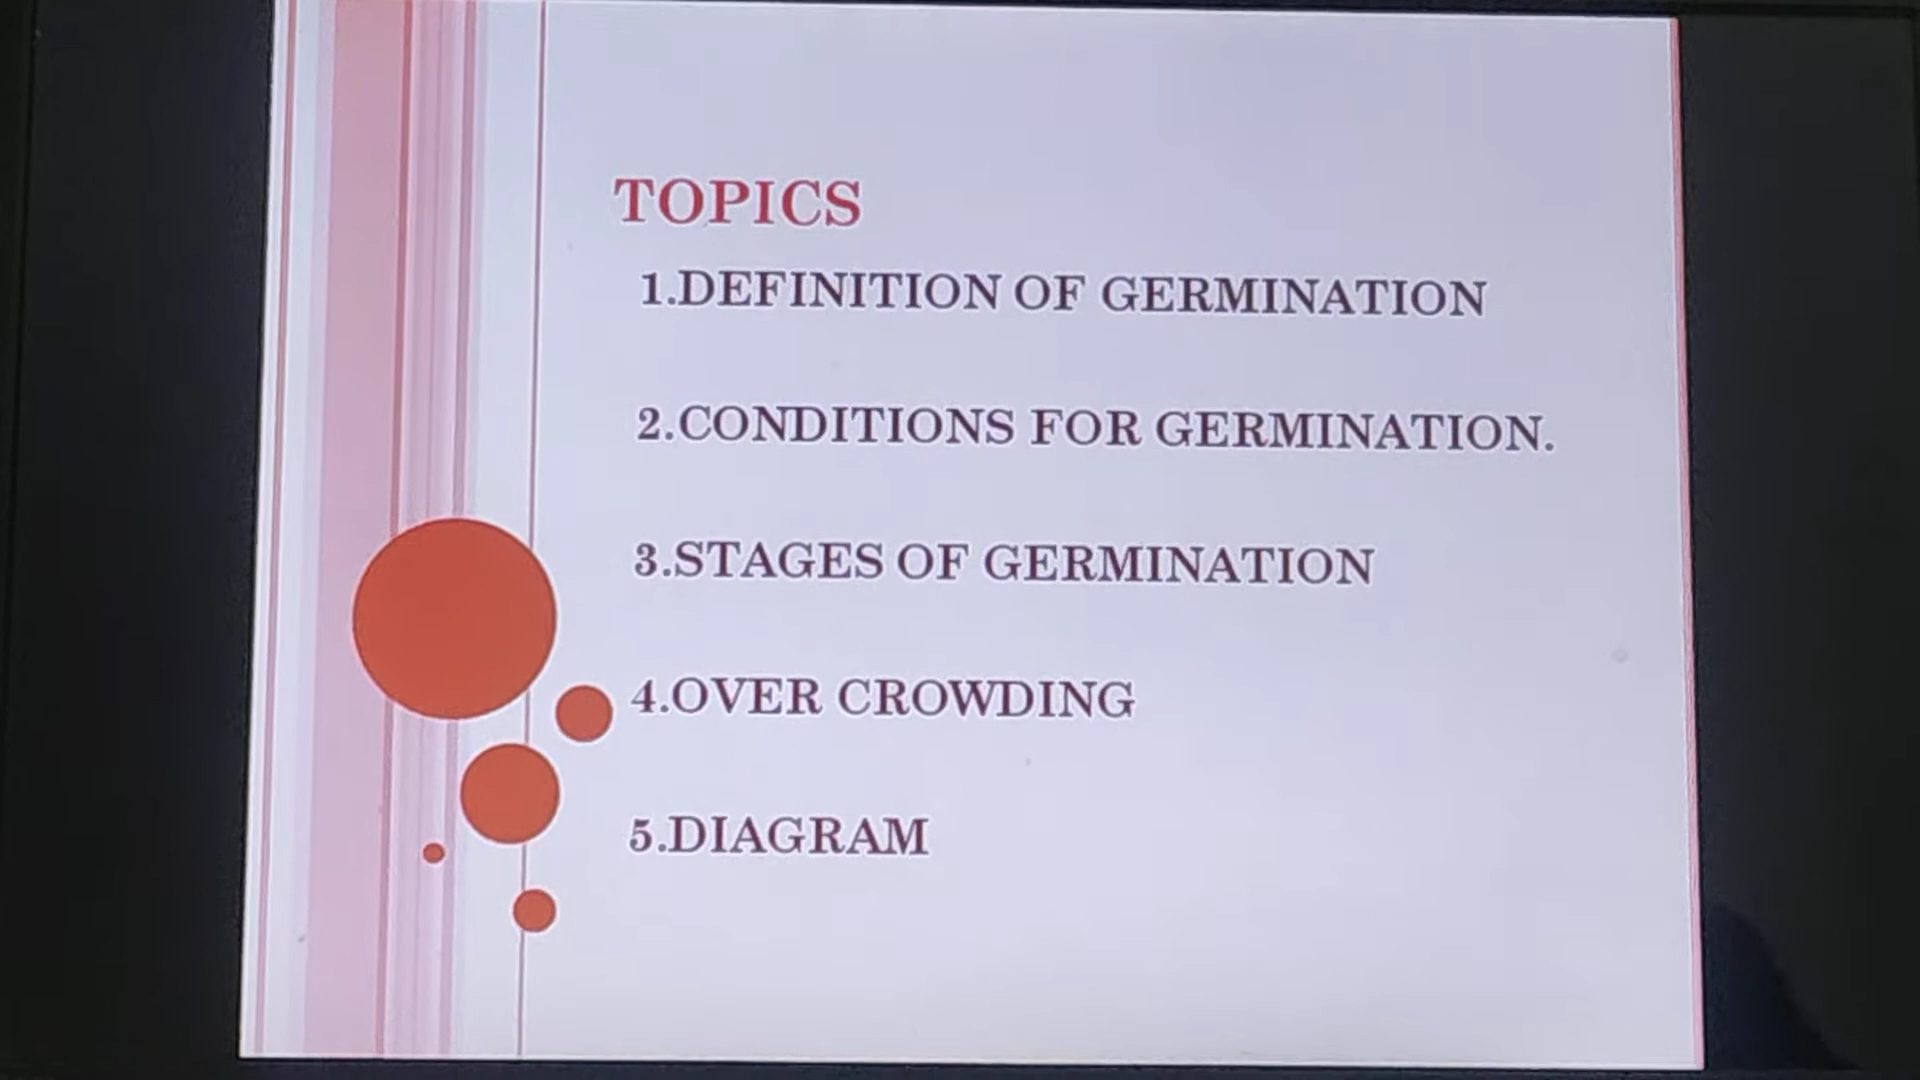 TOPICS
1.DEFINITION OF GERMINATION
2.CONDITIONS FOR GERMINATION.
3.STAGES OF GERMINATION
4.OVER CROWDING
5.DIAGRAM